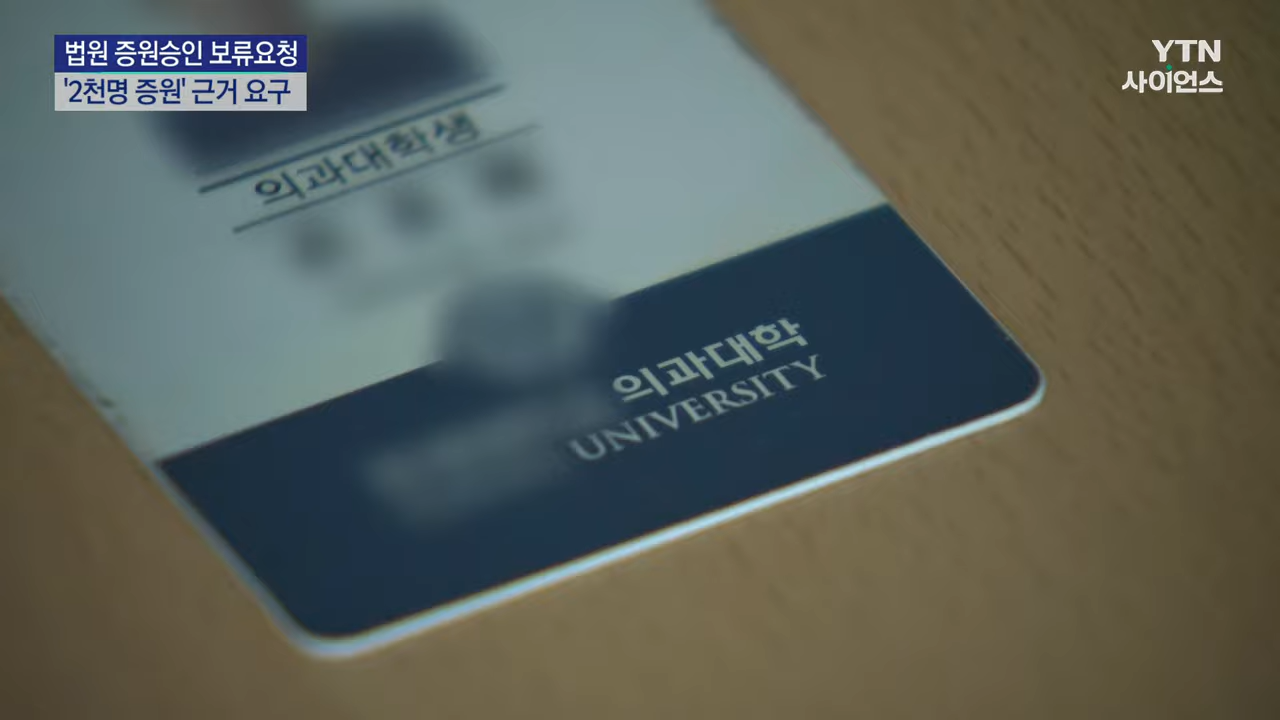 법원 증원승인 보류요청
'2천명 증원' 근거 요구
YTN
사이언스
의과대학생
의과대학
UNIVERSITY